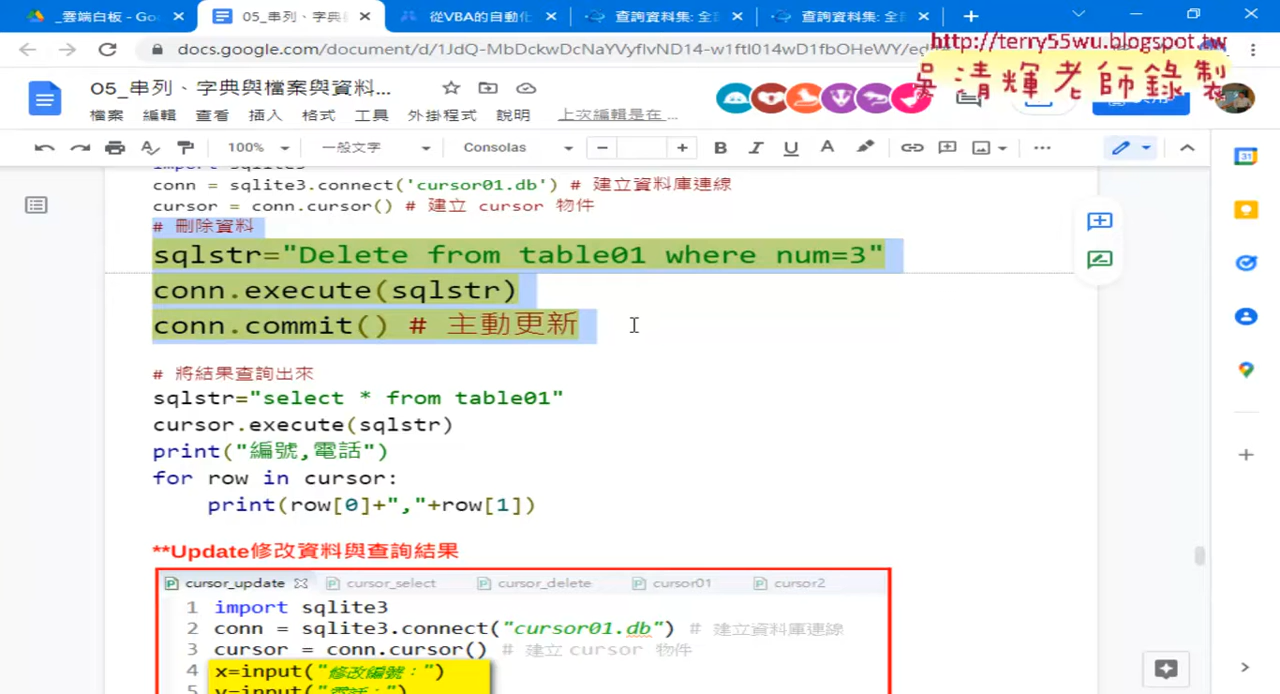 _雲端白板 - Go
05_串列、字典
從VBA的自動化
查詢資料集: 全
查詢資料集: 全
docs.google.com/document/d/1JdQ-MbDckwDcNaYVyflvND14-w1ftI014wD1fbOHeWY/ed
http://terry55wu.blogspot.tw
吳清輝老師錄製
05_串列、字典與檔案與資料...
檔案 編輯 查看 插入 格式 工具 外掛程式 說明 上次編輯是在 ...
100% 一般文字 Consolas B I U A
import sqlite3
conn = sqlite3.connect('cursor01.db') # 建立資料庫連線
cursor = conn.cursor() # 建立 cursor 物件
# 刪除資料
sqlstr="Delete from table01 where num=3"
conn.execute(sqlstr)
conn.commit() # 主動更新
# 將結果查詢出來
sqlstr="select * from table01"
cursor.execute(sqlstr)
print("編號,電話")
for row in cursor:
print(row[0]+","+row[1])
**Update修改資料與查詢結果
cursor_update cursor_select cursor_delete cursor01 cursor2
1 import sqlite3
2 conn = sqlite3.connect("cursor01.db") # 建立資料庫連線
3 cursor = conn.cursor() # 建立 cursor 物件
4 x=input("修改編號：")
5 y=input("電話：")